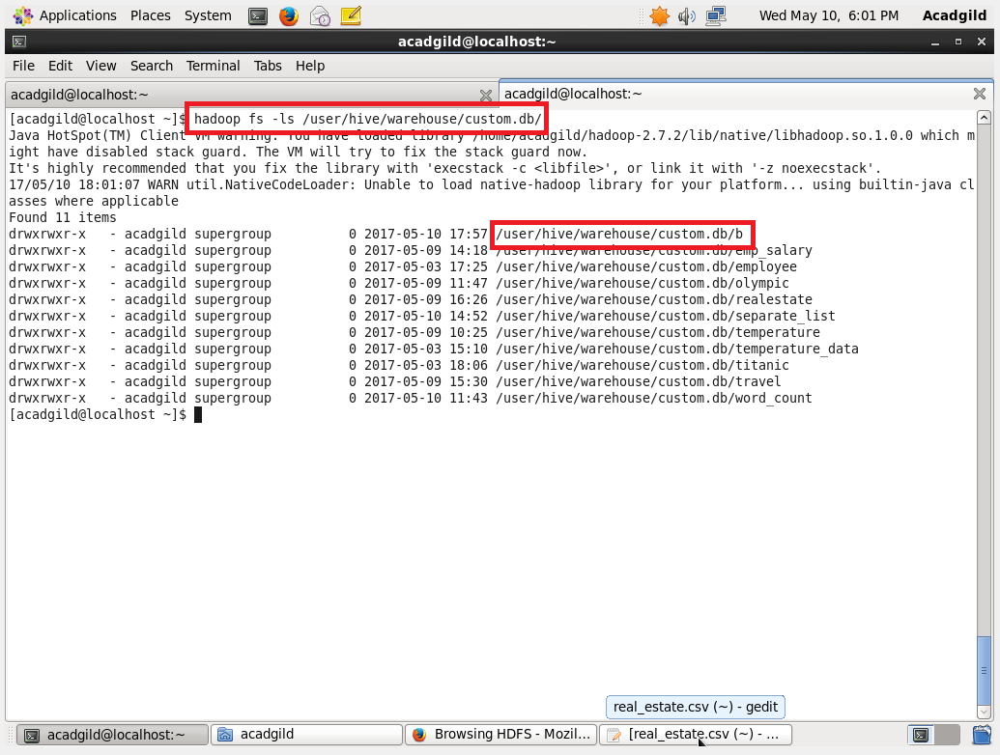 Applications Places System Wed May 10, 6:01 PM Acadgild
acadgild@localhost:~
File Edit View Search Terminal Tabs Help
acadgild@localhost:~ acadgild@localhost:~
[acadgild@localhost ~]$ hadoop fs -ls /user/hive/warehouse/custom.db/
Java HotSpot(TM) Client VM warning: You have loaded library /home/acadgild/hadoop-2.7.2/lib/native/libhadoop.so.1.0.0 which m
ight have disabled stack guard. The VM will try to fix the stack guard now.
It's highly recommended that you fix the library with 'execstack -c <libfile>', or link it with '-z noexecstack'.
17/05/10 18:01:07 WARN util.NativeCodeLoader: Unable to load native-hadoop library for your platform... using builtin-java cl
asses where applicable
Found 11 items
drwxrwxr-x   - acadgild supergroup          0 2017-05-10 17:57 /user/hive/warehouse/custom.db/b
drwxrwxr-x   - acadgild supergroup          0 2017-05-09 14:18 /user/hive/warehouse/custom.db/emp_salary
drwxrwxr-x   - acadgild supergroup          0 2017-05-03 17:25 /user/hive/warehouse/custom.db/employee
drwxrwxr-x   - acadgild supergroup          0 2017-05-09 11:47 /user/hive/warehouse/custom.db/olympic
drwxrwxr-x   - acadgild supergroup          0 2017-05-09 16:26 /user/hive/warehouse/custom.db/realestate
drwxrwxr-x   - acadgild supergroup          0 2017-05-10 14:52 /user/hive/warehouse/custom.db/separate_list
drwxrwxr-x   - acadgild supergroup          0 2017-05-09 10:25 /user/hive/warehouse/custom.db/temperature
drwxrwxr-x   - acadgild supergroup          0 2017-05-03 15:10 /user/hive/warehouse/custom.db/temperature_data
drwxrwxr-x   - acadgild supergroup          0 2017-05-03 18:06 /user/hive/warehouse/custom.db/titanic
drwxrwxr-x   - acadgild supergroup          0 2017-05-09 15:30 /user/hive/warehouse/custom.db/travel
drwxrwxr-x   - acadgild supergroup          0 2017-05-10 11:43 /user/hive/warehouse/custom.db/word_count
[acadgild@localhost ~]$
real_estate.csv (~) - gedit
acadgild@localhost:~ acadgild Browsing HDFS - Mozil... [real_estate.csv (~) - ...